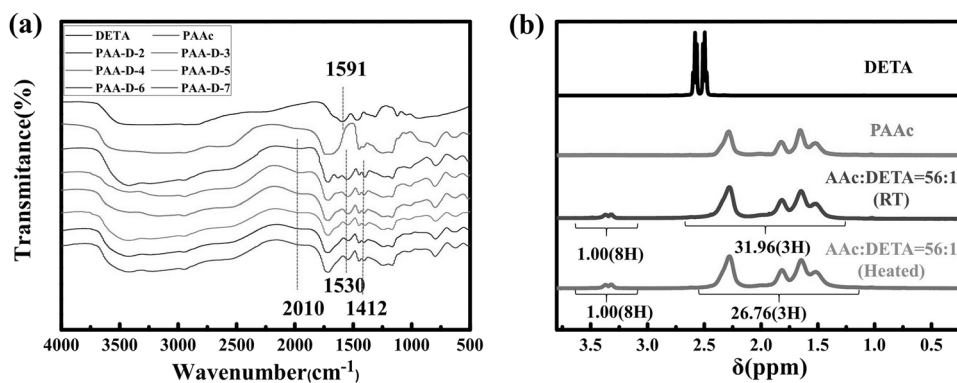 (a)
DETA PAAc
PAA-D-2 PAA-D-3
PAA-D-4 PAA-D-5
PAA-D-6 PAA-D-7
1591
1530
2010 1412
Transmittance(%)
4000 3500 3000 2500 2000 1500 1000 500
Wavenumber(cm⁻¹)
(b)
DETA
PAAc
AAc:DETA=56:1
(RT)
1.00(8H) 31.96(3H)
AAc:DETA=56:1
(Heated)
1.00(8H) 26.76(3H)
3.5 3.0 2.5 2.0 1.5 1.0 0.5
δ(ppm)